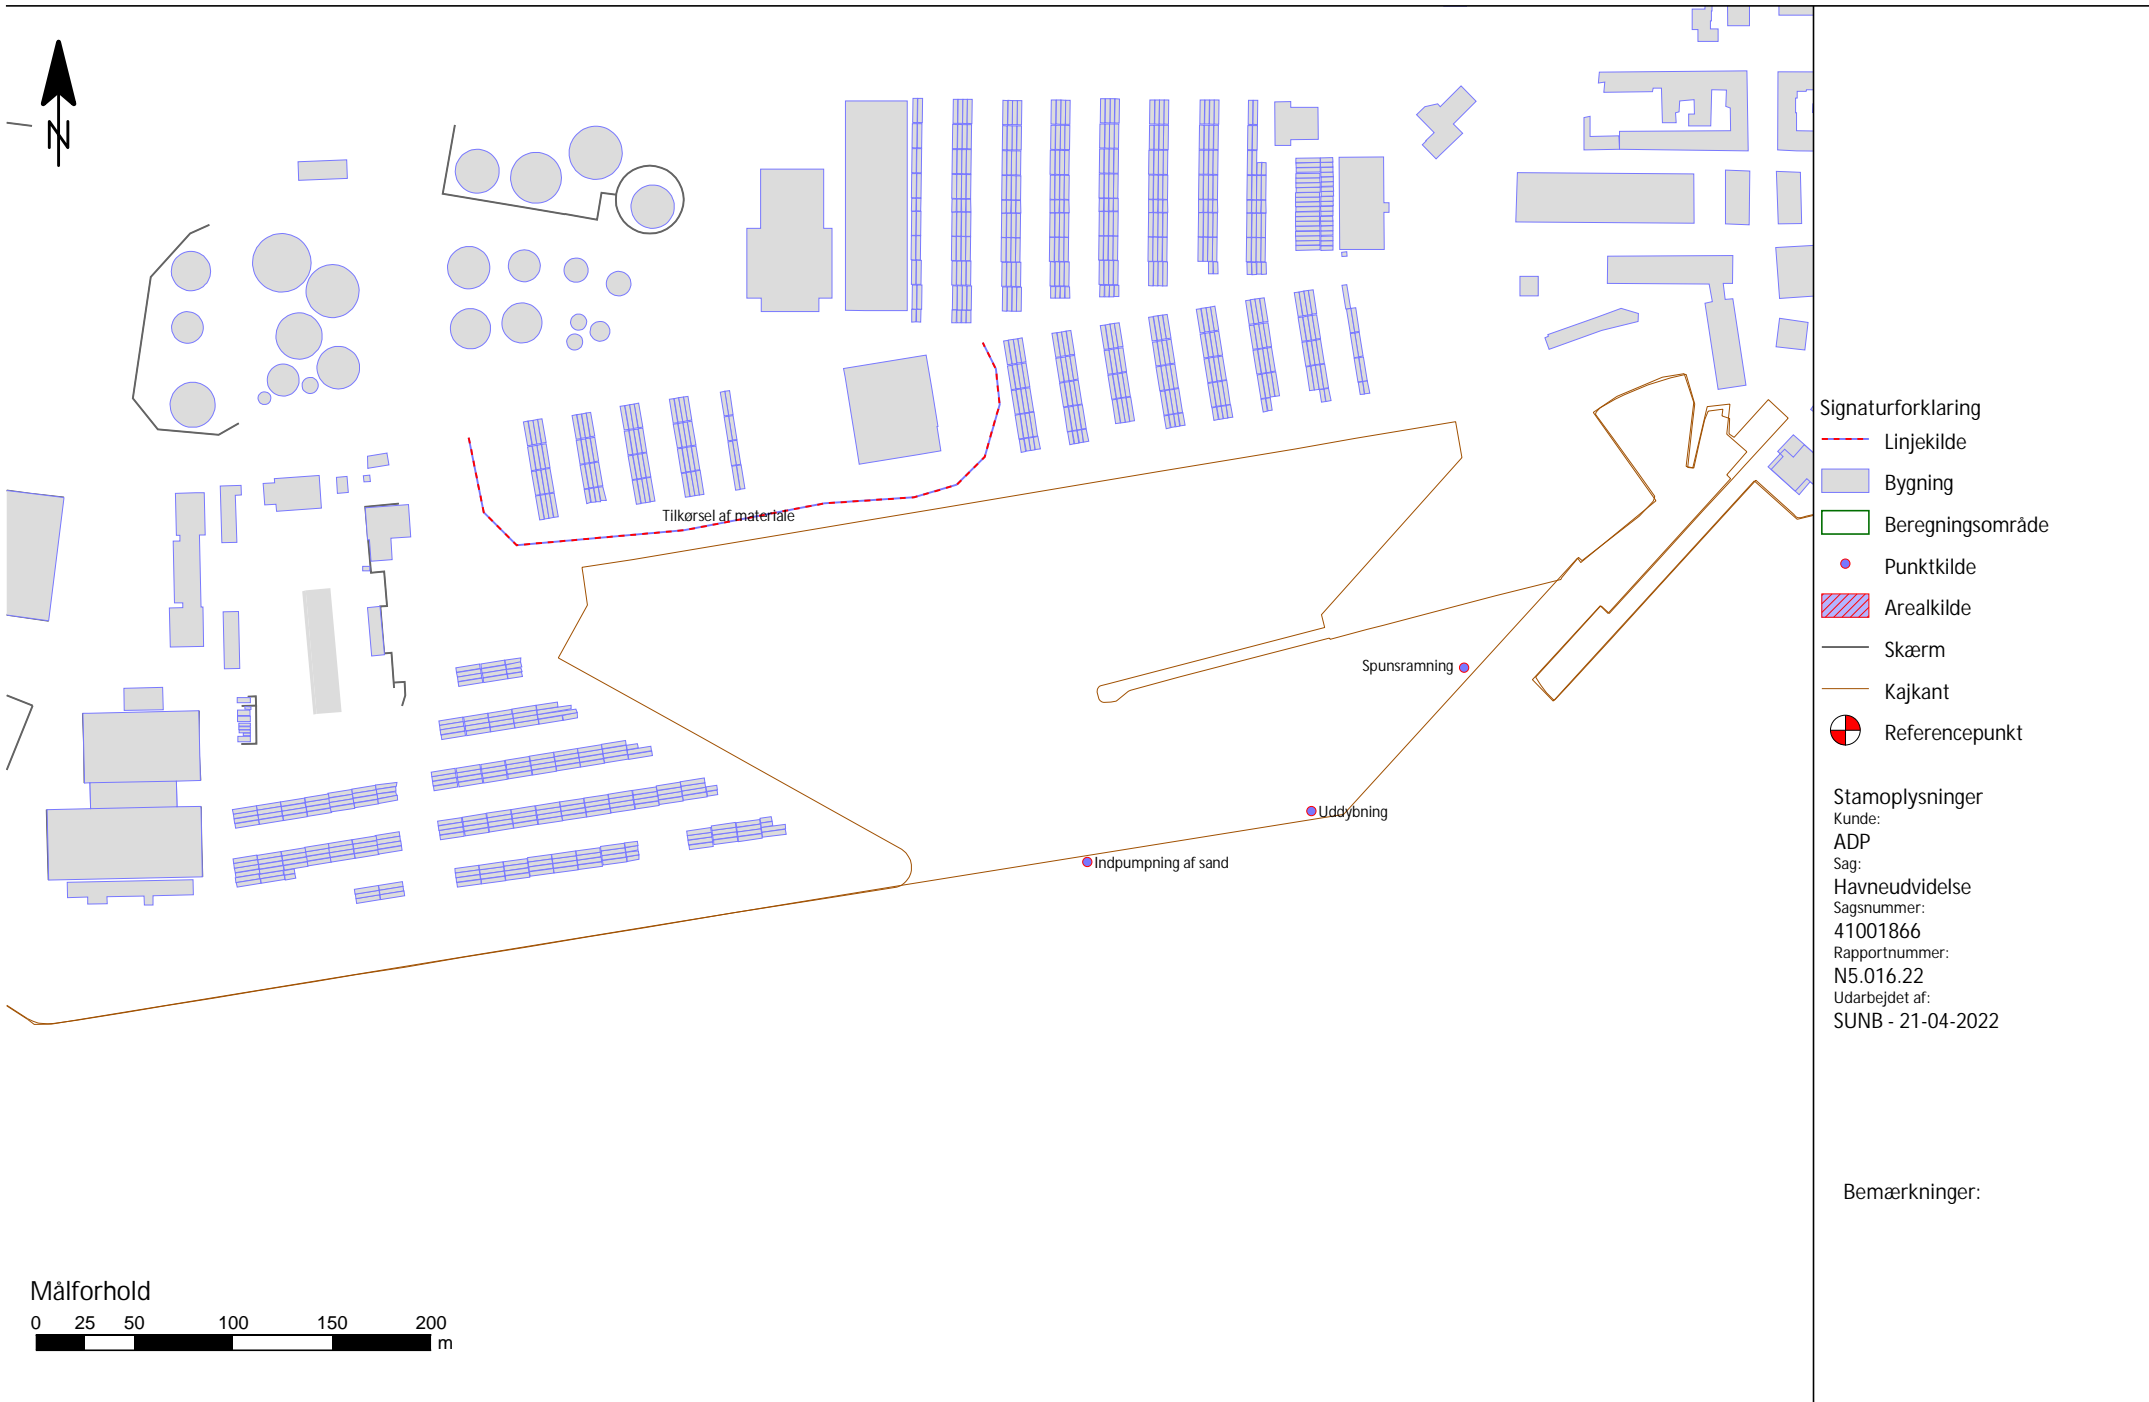 N
Tilkørsel af materiale
Spunsramning
Uddybning
Indpumpning af sand
Målforhold
0 25 50 100 150 200
m
Signaturforklaring
Linjekilde
Bygning
Beregningsområde
Punktkilde
Arealkilde
Skærm
Kajkant
Referencepunkt
Stamoplysninger
Kunde:
ADP
Sag:
Havneudvidelse
Sagsnummer:
41001866
Rapportnummer:
N5.016.22
Udarbejdet af:
SUNB - 21-04-2022
Bemærkninger: